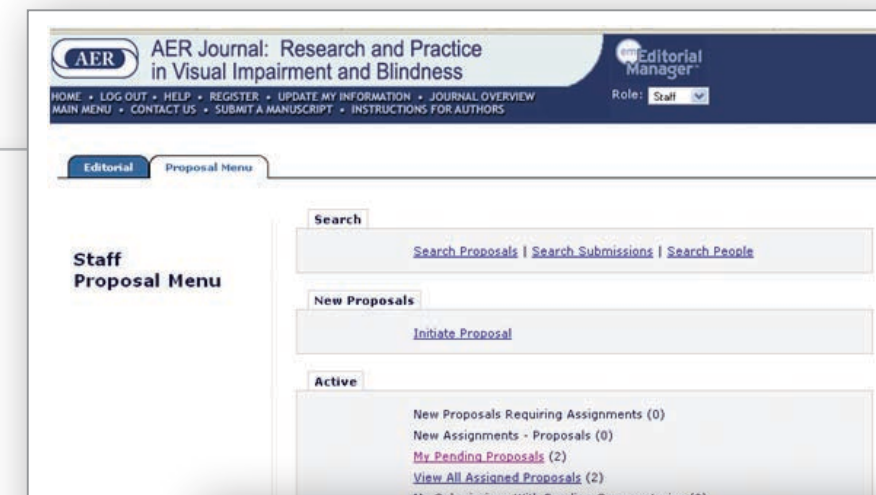 AER
AER Journal: Research and Practice
in Visual Impairment and Blindness
em Editorial
Manager™
HOME • LOG OUT • HELP • REGISTER • UPDATE MY INFORMATION • JOURNAL OVERVIEW
MAIN MENU • CONTACT US • SUBMIT A MANUSCRIPT • INSTRUCTIONS FOR AUTHORS
Role: Staff
Editorial
Proposal Menu
Staff
Proposal Menu
Search
Search Proposals | Search Submissions | Search People
New Proposals
Initiate Proposal
Active
New Proposals Requiring Assignments (0)
New Assignments - Proposals (0)
My Pending Proposals (2)
View All Assigned Proposals (2)